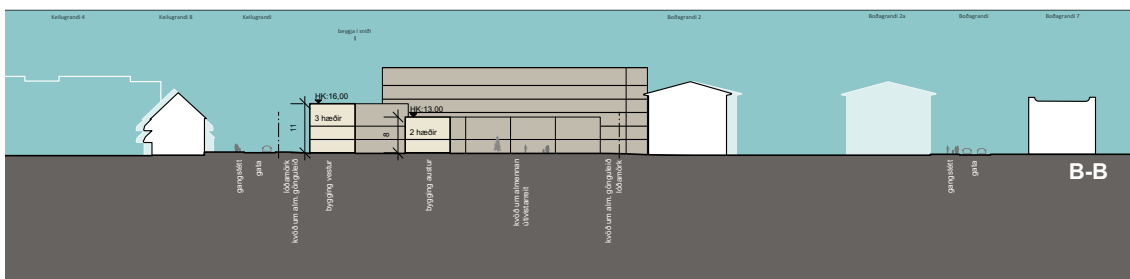 Keilugrandi 4
Keilugrandi 8
Keilugrandi
Boðagrandi 2
Boðagrandi 2a
Boðagrandi
Boðagrandi 7
beygja í sniði
HK:16,00
HK:13,00
3 hæðir
2 hæðir
11
8
gangstétt
gata
lóðamörk
kvöð um alm. gönguleið
bygging vestur
bygging austur
kvöð um almennan
útivistarreit
kvöð um alm. gönguleið
lóðamörk
gangstétt
gata
B-B